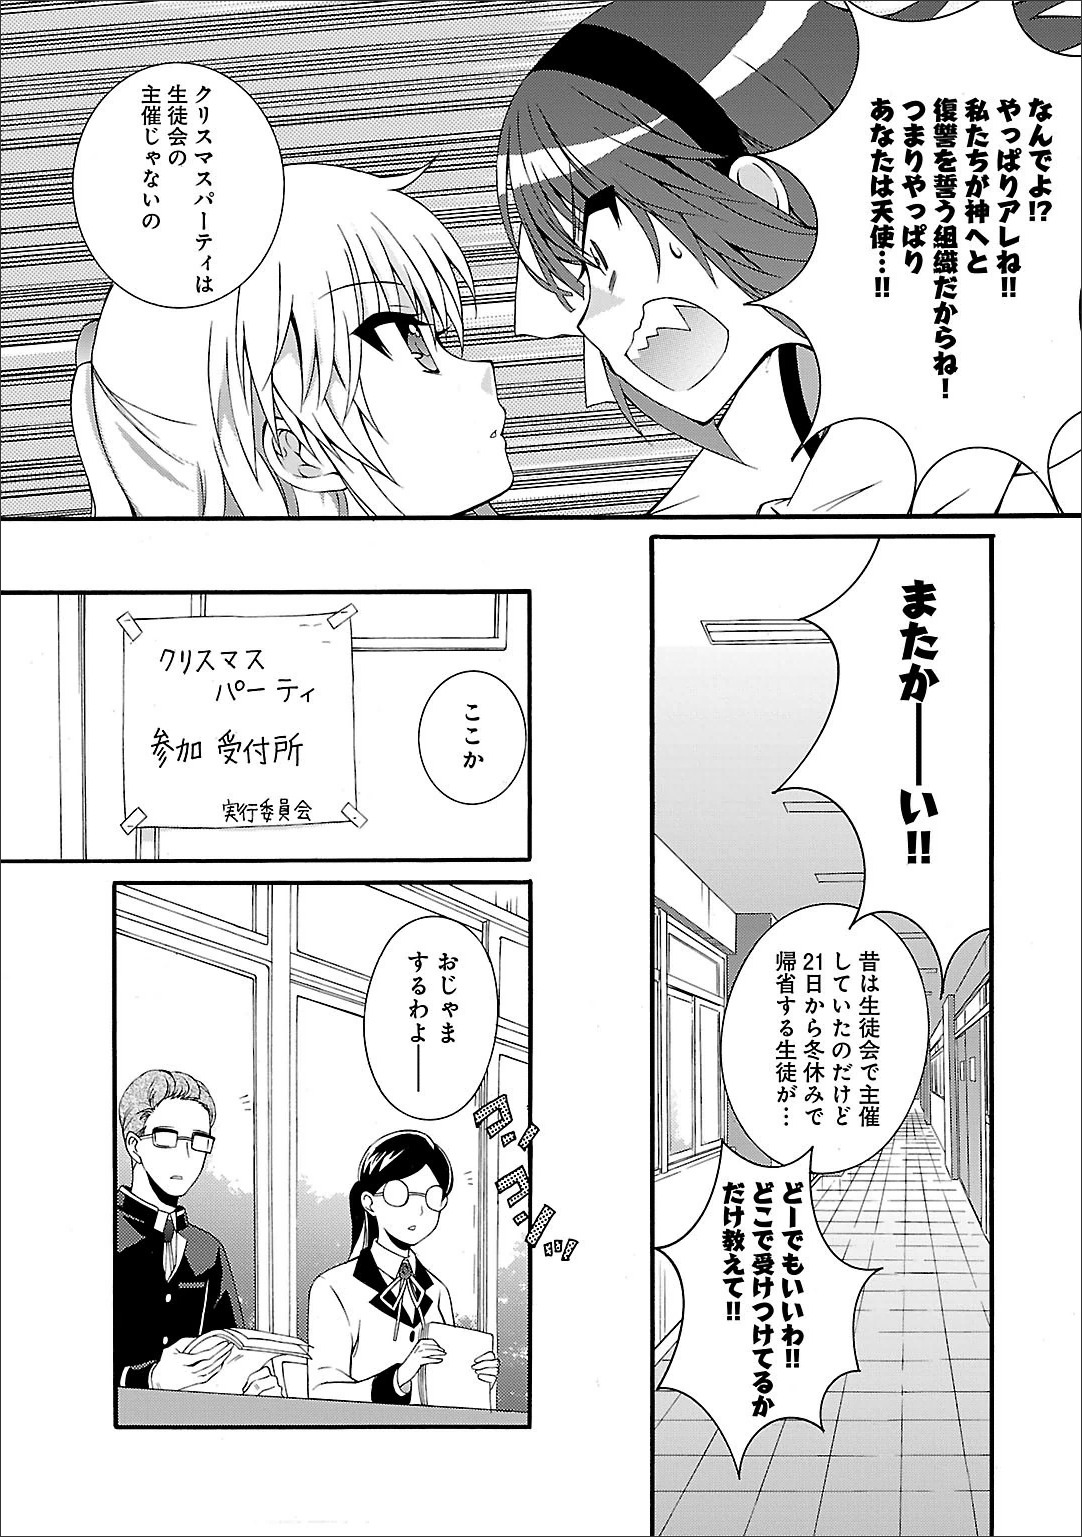 なんでよ!?
やっぱりアレね!!
私たちが神へと
復讐を誓う組織だからね!
つまりやっぱり
あなたは天使…!!
クリスマスパーティは
生徒会の
主催じゃないの
またかーーい!!
昔は生徒会で主催
していたのだけど
21日から冬休みで
帰省する生徒が…
どーでもいいわ!!
どこで受けつけてるか
だけ教えて!!
ここか
クリスマス
パーティ
参加 受付所
実行委員会
おじゃま
するわよーー